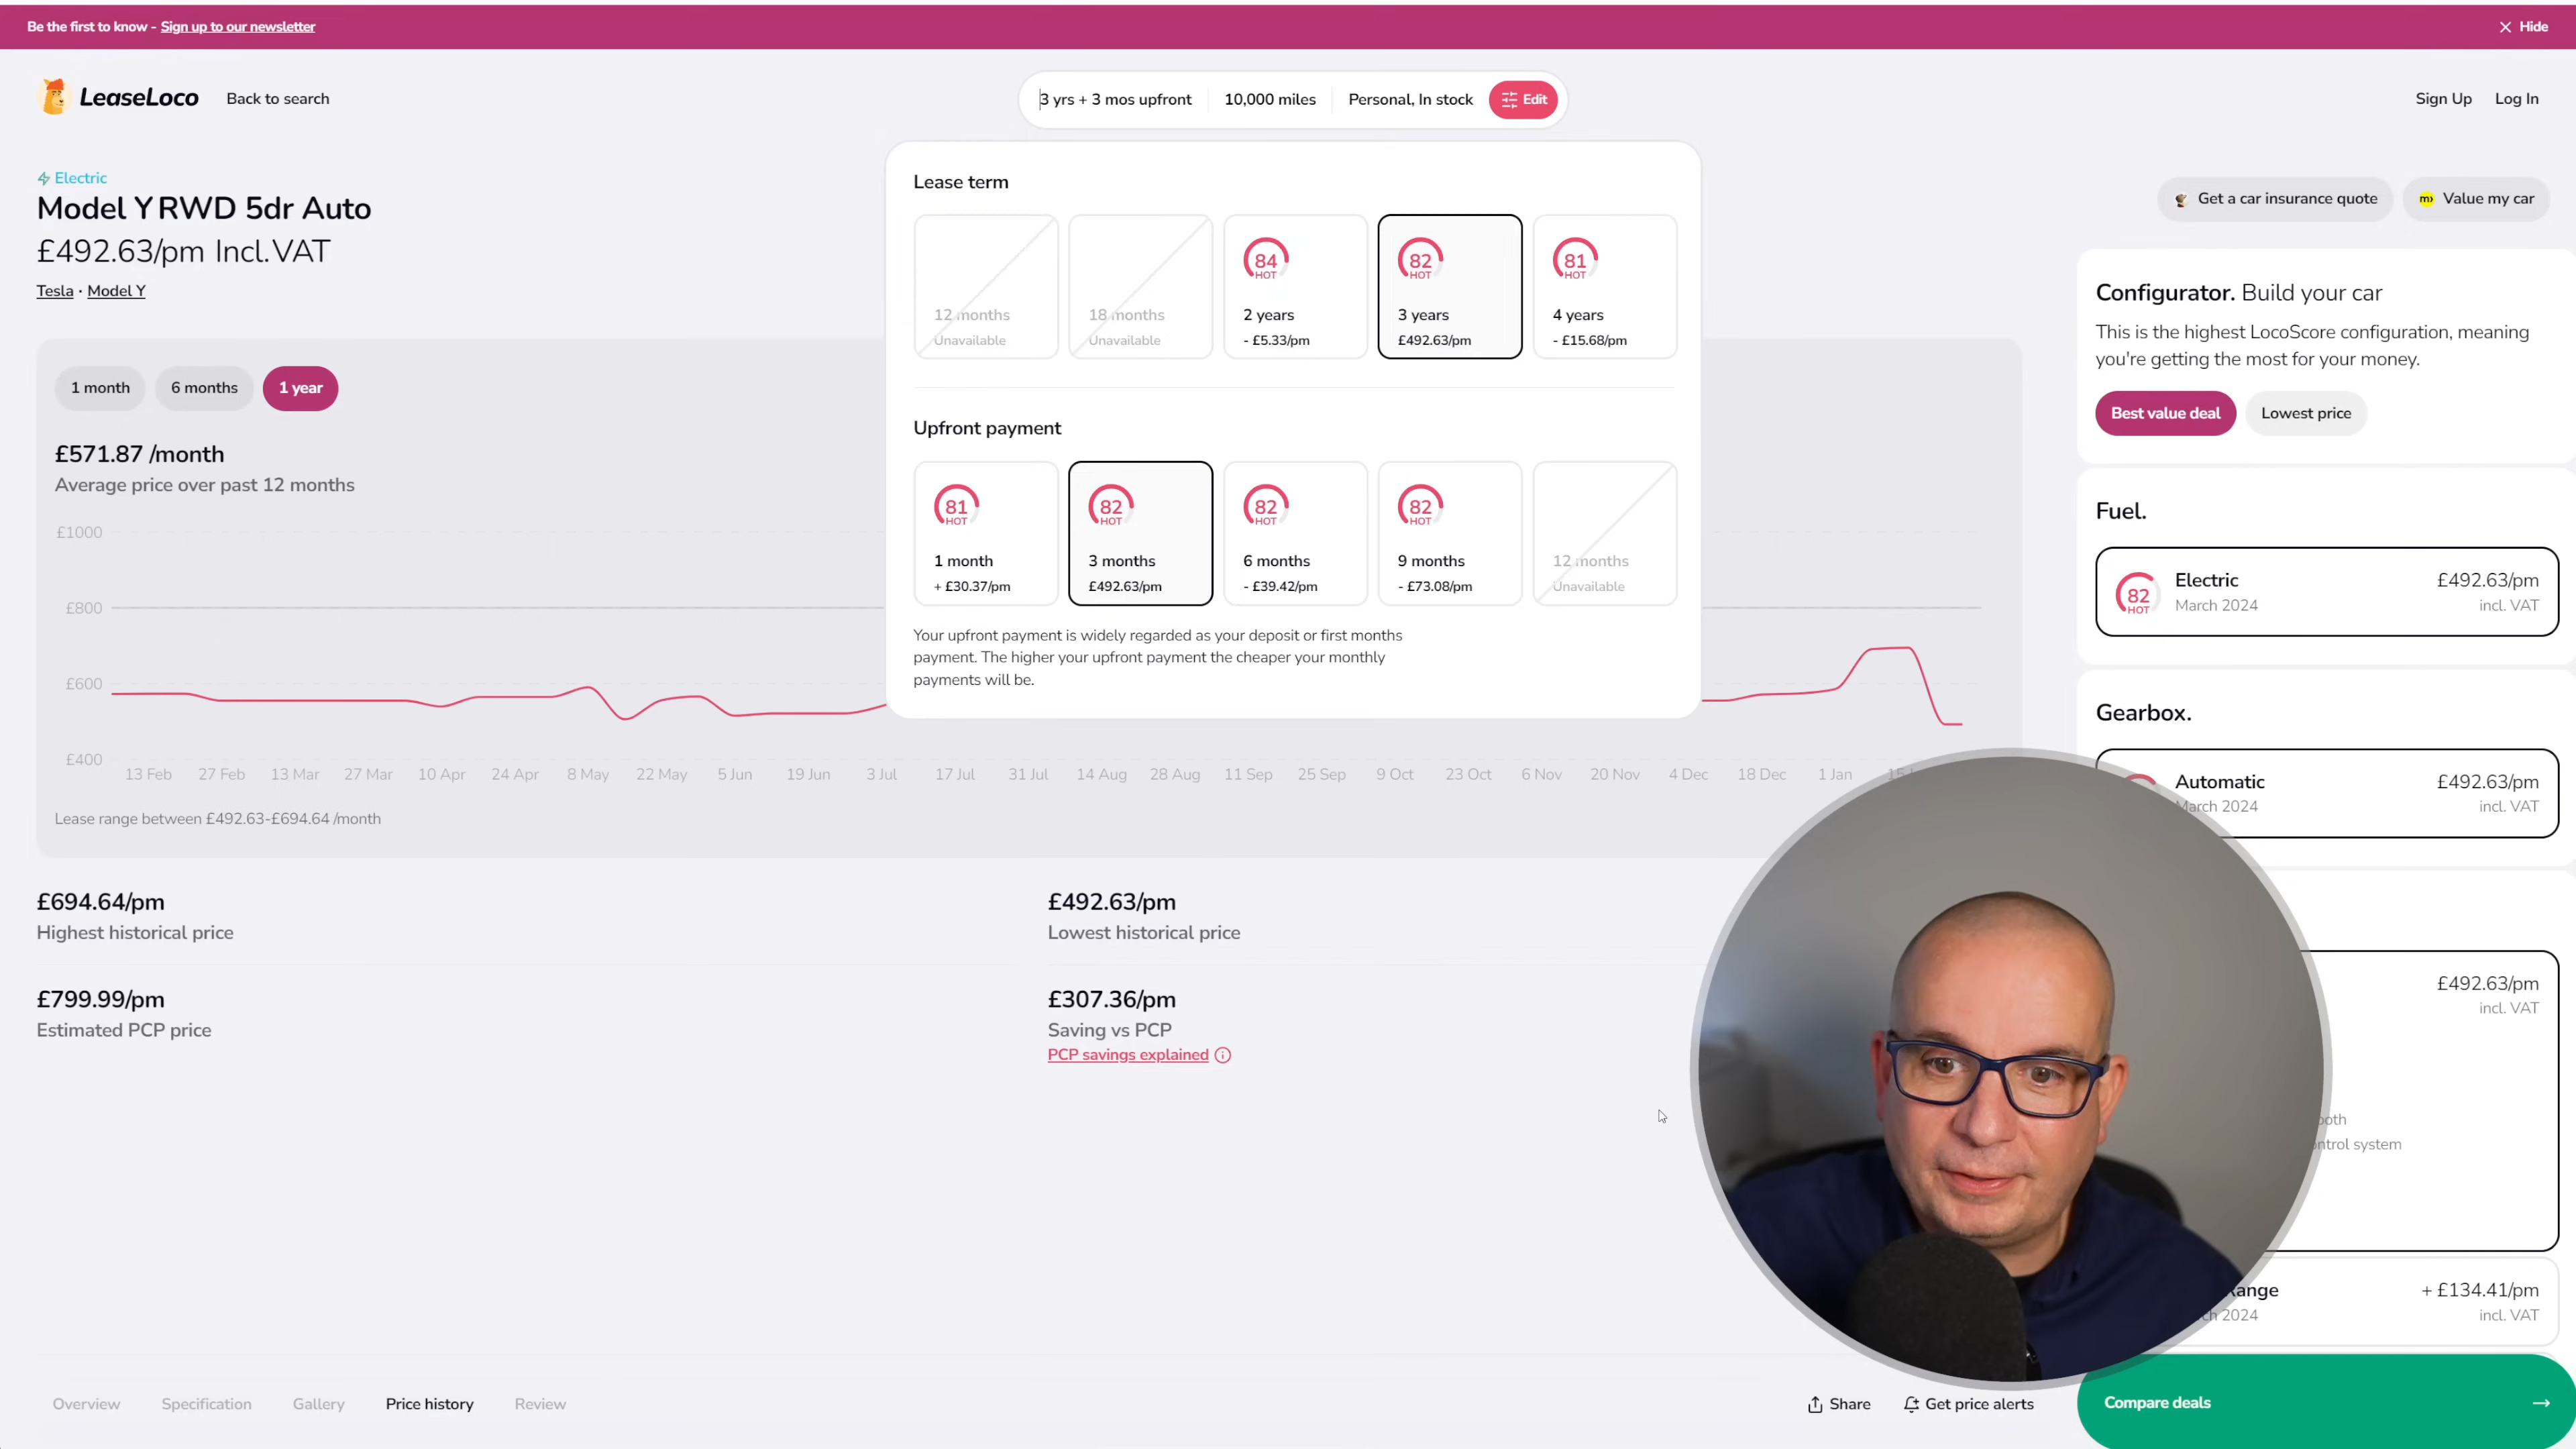 Be the first to know - Sign up to our newsletter
Hide
LeaseLoco
Back to search
3 yrs + 3 mos upfront
10,000 miles
Personal, In stock
Edit
Sign Up
Log In
Electric
Model Y RWD 5dr Auto
£492.63/pm Incl.VAT
Tesla · Model Y
Get a car insurance quote
Value my car
Lease term
12 months
Unavailable
18 months
Unavailable
84
HOT
2 years
- £5.33/pm
82
HOT
3 years
£492.63/pm
81
HOT
4 years
- £15.68/pm
Upfront payment
81
HOT
1 month
+ £30.37/pm
82
HOT
3 months
£492.63/pm
82
HOT
6 months
- £39.42/pm
82
HOT
9 months
- £73.08/pm
12 months
Unavailable
Your upfront payment is widely regarded as your deposit or first months
payment. The higher your upfront payment the cheaper your monthly
payments will be.
1 month
6 months
1 year
£571.87 /month
Average price over past 12 months
£1000
£800
£600
£400
13 Feb
27 Feb
13 Mar
27 Mar
10 Apr
24 Apr
8 May
22 May
5 Jun
19 Jun
3 Jul
17 Jul
31 Jul
14 Aug
28 Aug
11 Sep
25 Sep
9 Oct
23 Oct
6 Nov
20 Nov
4 Dec
18 Dec
1 Jan
Lease range between £492.63-£694.64 /month
£694.64/pm
Highest historical price
£492.63/pm
Lowest historical price
£799.99/pm
Estimated PCP price
£307.36/pm
Saving vs PCP
PCP savings explained
Configurator. Build your car
This is the highest LocoScore configuration, meaning
you're getting the most for your money.
Best value deal
Lowest price
Fuel.
82
HOT
Electric
March 2024
£492.63/pm
incl. VAT
Gearbox.
Automatic
March 2024
£492.63/pm
incl. VAT
£492.63/pm
incl. VAT
system
+ £134.41/pm
2024
incl. VAT
Overview
Specification
Gallery
Price history
Review
Share
Get price alerts
Compare deals